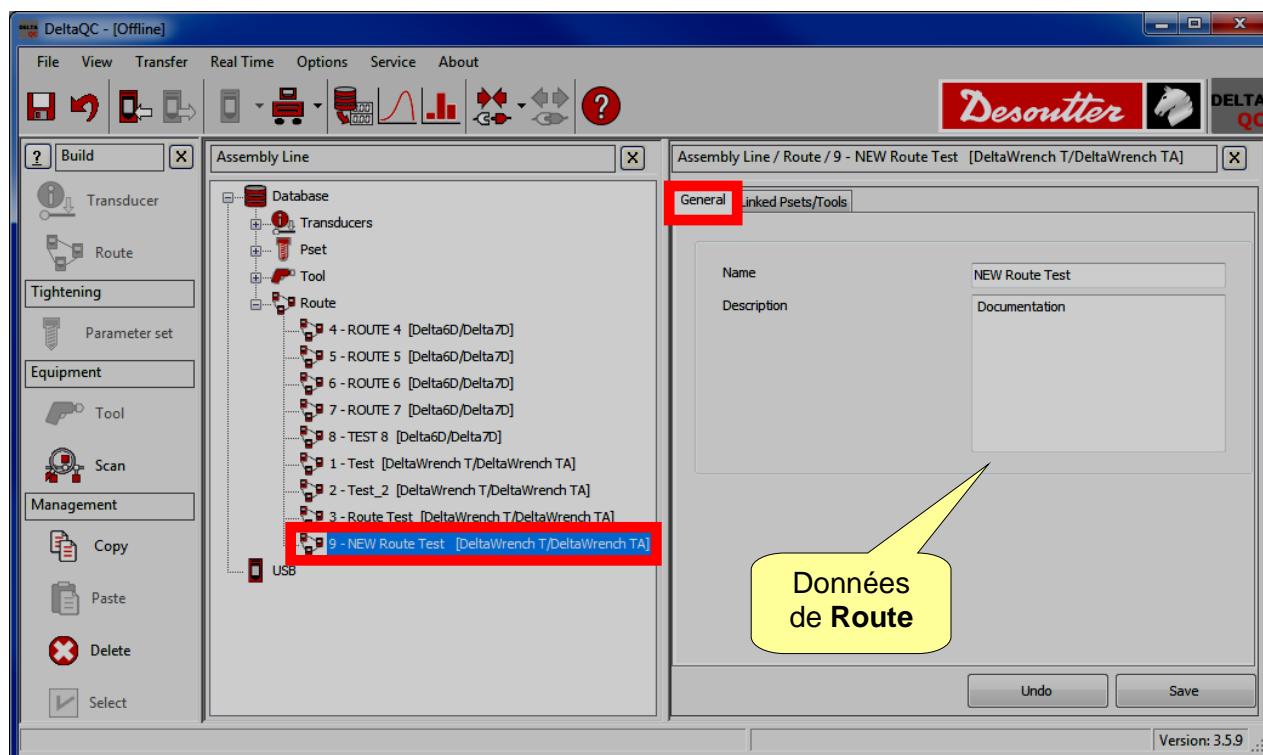 DeltaQC - [Offline]
File View Transfer Real Time Options Service About
Desoutter
DELTA
QC
? Build X
Transducer
Route
Tightening
Parameter set
Equipment
Tool
Scan
Management
Copy
Paste
Delete
Select
Assembly Line X
Database
Transducers
Pset
Tool
Route
4 - ROUTE 4 [Delta6D/Delta7D]
5 - ROUTE 5 [Delta6D/Delta7D]
6 - ROUTE 6 [Delta6D/Delta7D]
7 - ROUTE 7 [Delta6D/Delta7D]
8 - TEST 8 [Delta6D/Delta7D]
1 - Test [DeltaWrench T/DeltaWrench TA]
2 - Test_2 [DeltaWrench T/DeltaWrench TA]
3 - Route Test [DeltaWrench T/DeltaWrench TA]
9 - NEW Route Test [DeltaWrench T/DeltaWrench TA]
USB
Assembly Line / Route / 9 - NEW Route Test [DeltaWrench T/DeltaWrench TA] X
General Linked Psets/Tools
Name NEW Route Test
Description Documentation
Données
de Route
Undo Save
Version: 3.5.9